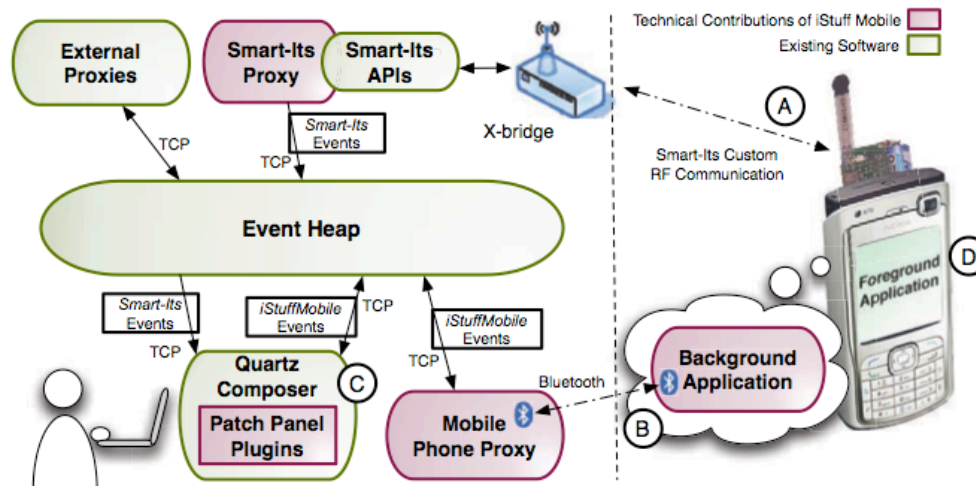 Technical Contributions of iStuff Mobile
Existing Software
External
Proxies
Smart-Its
Proxy
Smart-Its
APIs
X-bridge
A
TCP
Smart-Its
Events
TCP
Smart-Its Custom
RF Communication
Event Heap
D
Foreground
Application
Smart-Its
Events
TCP
iStuffMobile
Events
TCP
iStuffMobile
Events
TCP
Quartz
Composer
C
Patch Panel
Plugins
Mobile
Phone Proxy
Bluetooth
B
Background
Application